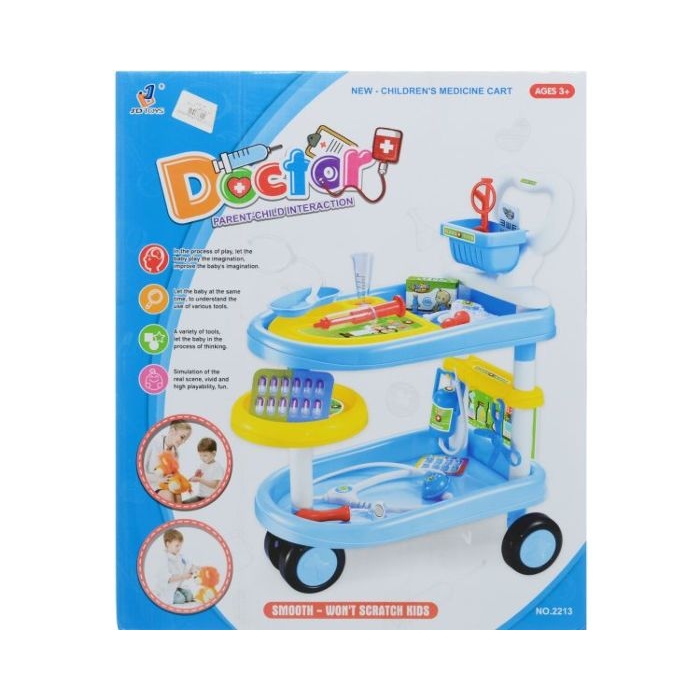 NEW - CHILDREN'S MEDICINE CART
AGES 3+
Doctor
PARENT-CHILD INTERACTION
In the process of play, let the
baby play the imagination,
improve the baby's imagination.
Let the baby at the same
time, to understand the
use of various tools.
A variety of tools,
let the baby in the
process of thinking.
Simulation of the
real scene, vivid and
high playability, fun.
SMOOTH - WON'T SCRATCH KIDS
NO.2213